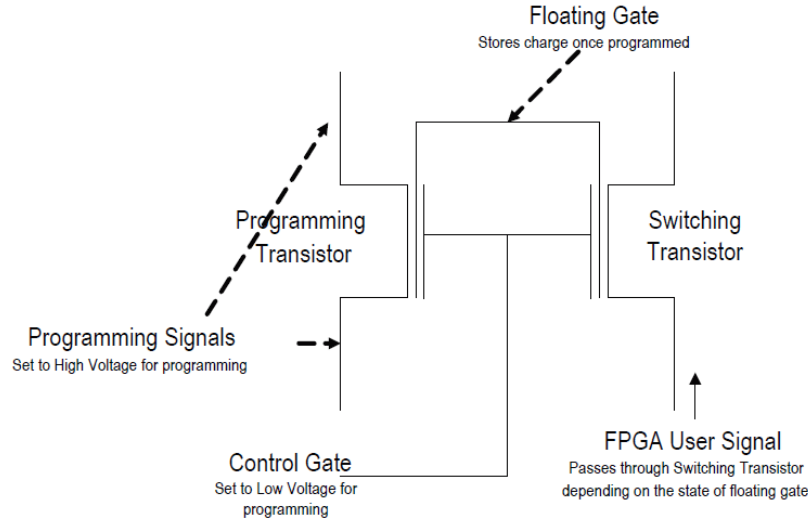 Floating Gate
Stores charge once programmed
Programming
Transistor
Switching
Transistor
Programming Signals
Set to High Voltage for programming
Control Gate
Set to Low Voltage for
programming
FPGA User Signal
Passes through Switching Transistor
depending on the state of floating gate